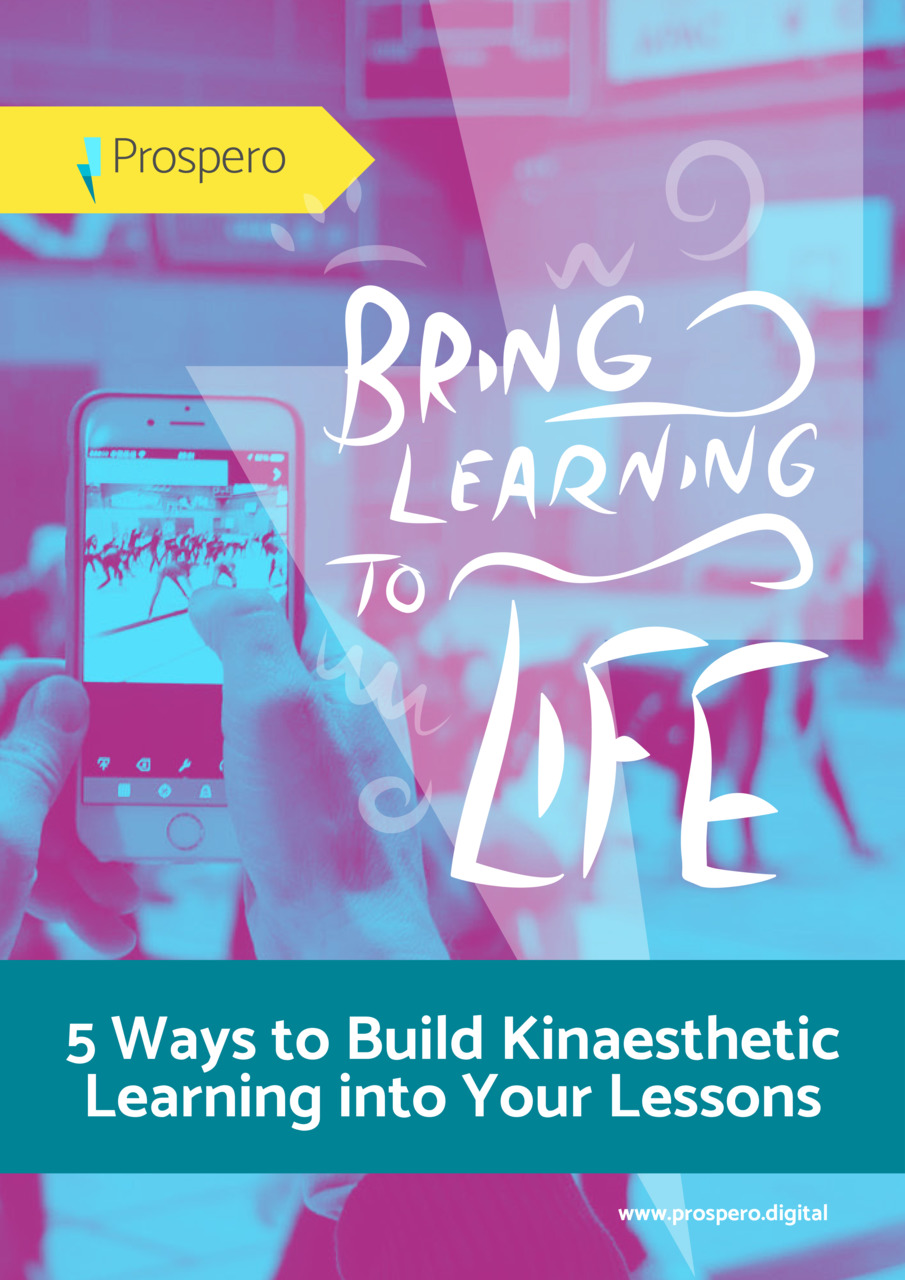 Prospero
BRING
LEARNING
TO
LIFE
5 Ways to Build Kinaesthetic
Learning into Your Lessons
www.prospero.digital